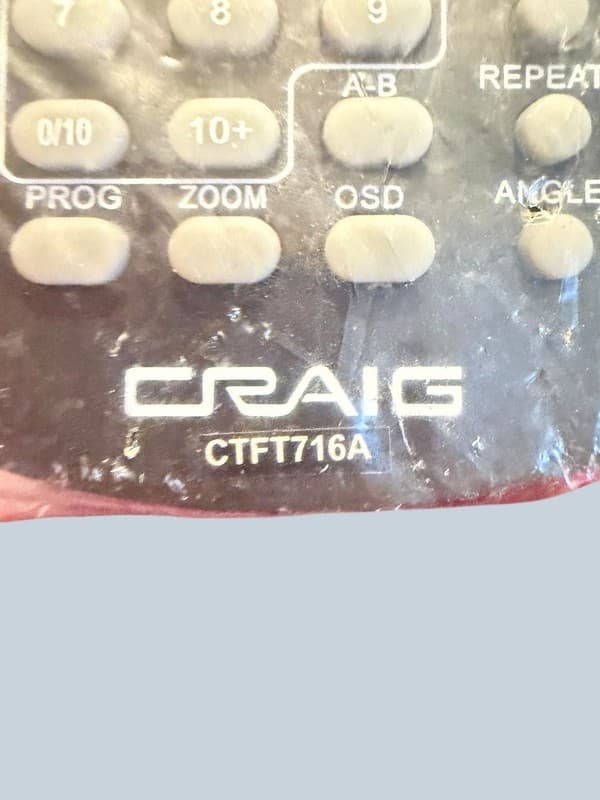 7 8 9
A-B REPEAT
0/10 10+
PROG ZOOM OSD ANGLE
CRAIG
CTFT716A